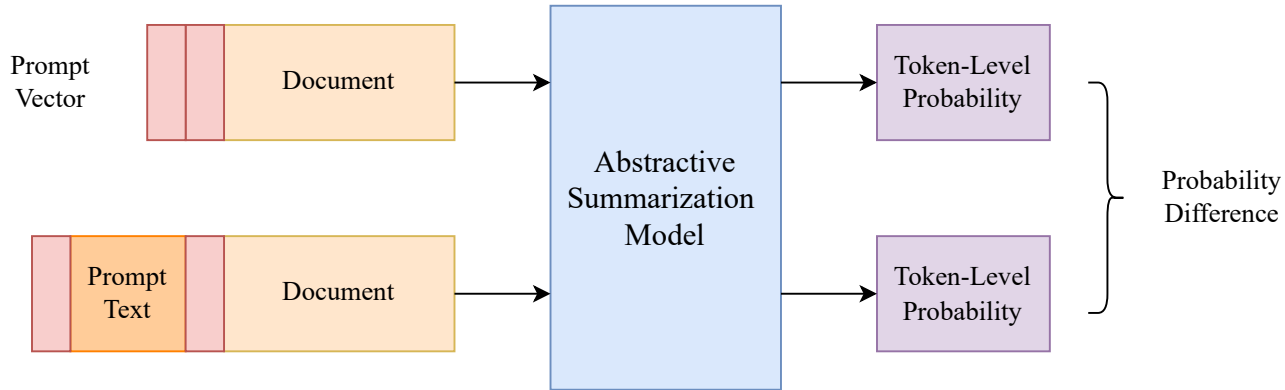 Prompt
Vector
Document
Token-Level
Probability
Abstractive
Summarization
Model
Probability
Difference
Prompt
Text
Document
Token-Level
Probability